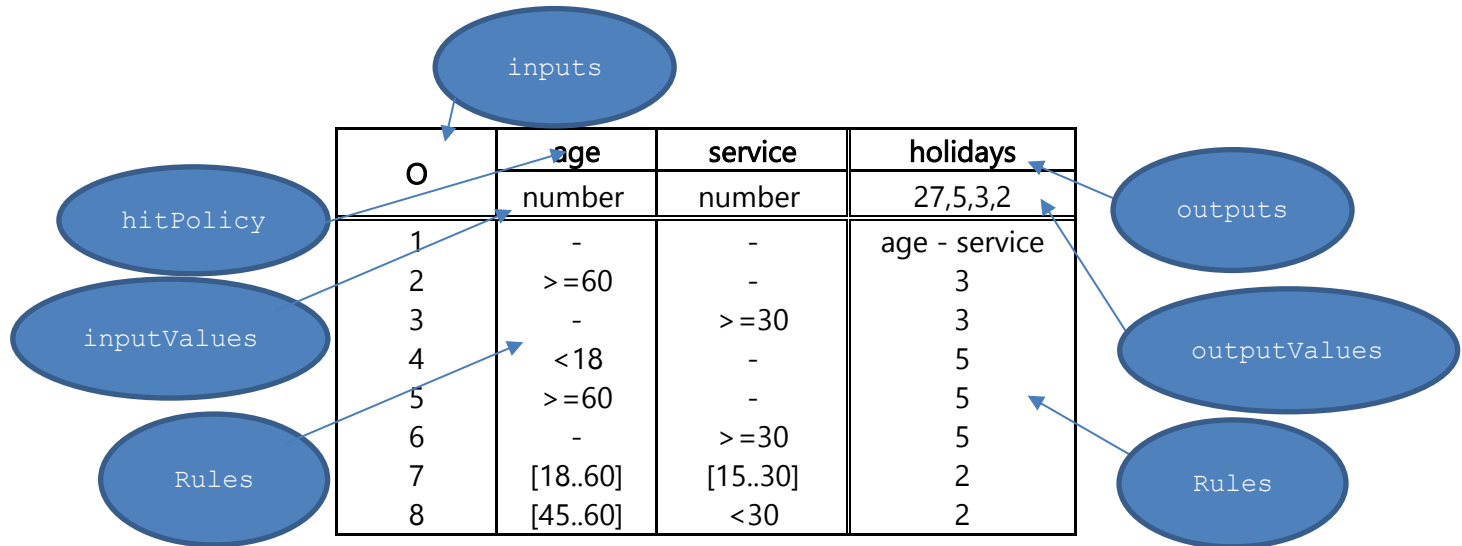 inputs
O age service holidays
number number 27,5,3,2
hitPolicy
outputs
1 - - age - service
2 >=60 - 3
3 - >=30 3
inputValues
outputValues
4 <18 - 5
5 >=60 - 5
6 - >=30 5
Rules
Rules
7 [18..60] [15..30] 2
8 [45..60] <30 2